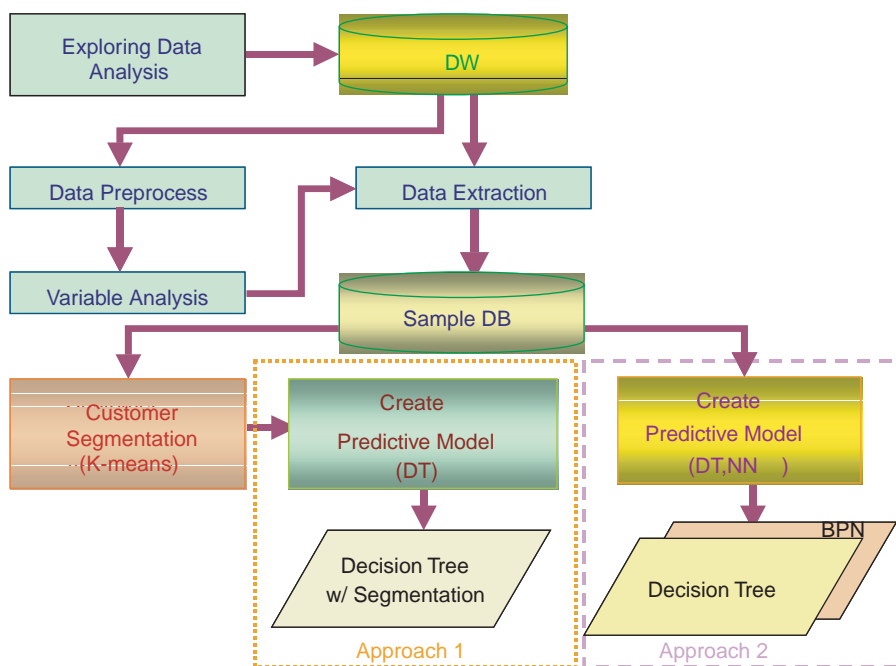 Exploring Data
Analysis
DW
Data Preprocess
Data Extraction
Variable Analysis
Sample DB
Customer
Segmentation
(K-means)
Create
Predictive Model
(DT)
Create
Predictive Model
(DT,NN )
Decision Tree
w/ Segmentation
BPN
Decision Tree
Approach 1
Approach 2